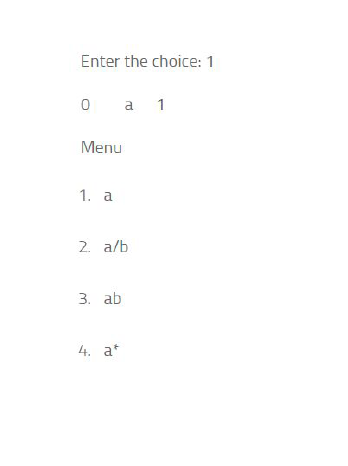 Enter the choice: 1
0 a 1
Menu
1. a
2. a/b
3. ab
4. a*